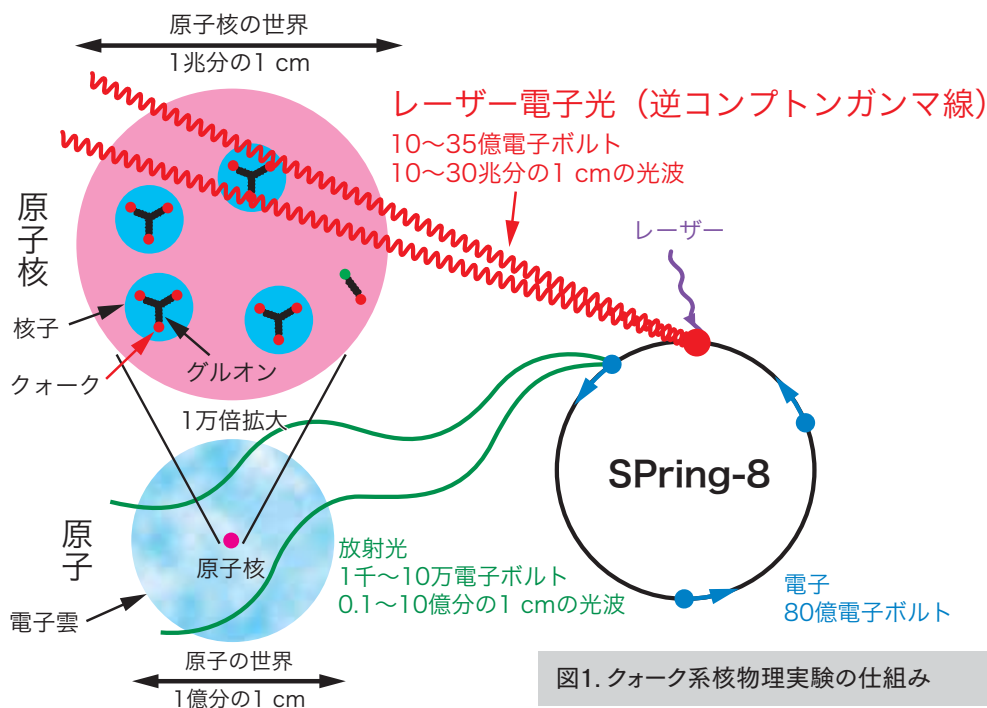 原子核の世界
1兆分の1 cm
レーザー電子光（逆コンプトンガンマ線）
10～35億電子ボルト
10～30兆分の1 cmの光波
原子核
レーザー
核子
クォーク
グルオン
1万倍拡大
SPring-8
原子
原子核
電子雲
放射光
1千～10万電子ボルト
0.1～10億分の1 cmの光波
電子
80億電子ボルト
原子の世界
1億分の1 cm
図1. クォーク系核物理実験の仕組み